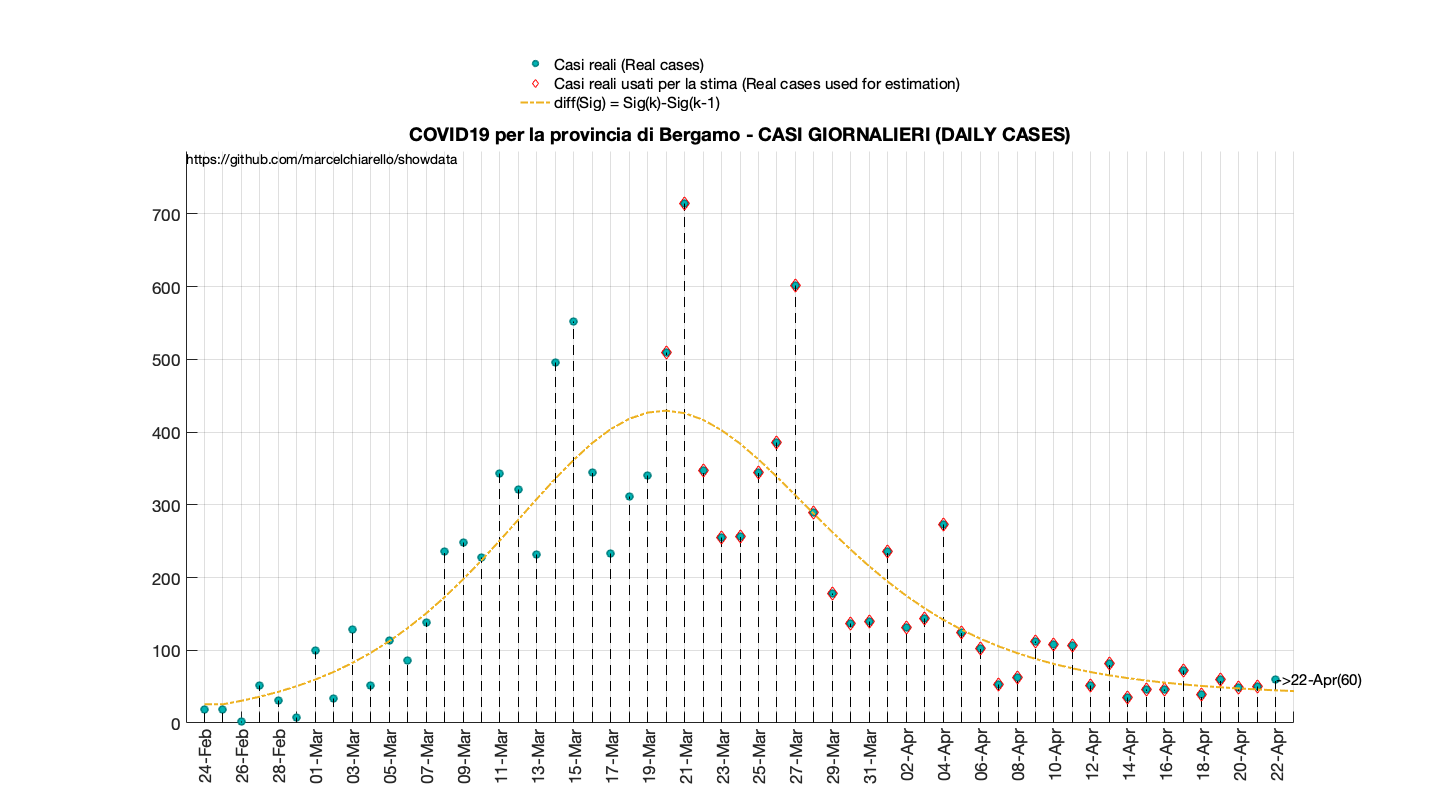 Casi reali (Real cases)
Casi reali usati per la stima (Real cases used for estimation)
diff(Sig) = Sig(k)-Sig(k-1)
COVID19 per la provincia di Bergamo - CASI GIORNALIERI (DAILY CASES)
https://github.com/marcelchiarello/showdata
700
600
500
400
300
200
100
0
->22-Apr(60)
24-Feb
26-Feb
28-Feb
01-Mar
03-Mar
05-Mar
07-Mar
09-Mar
11-Mar
13-Mar
15-Mar
17-Mar
19-Mar
21-Mar
23-Mar
25-Mar
27-Mar
29-Mar
31-Mar
02-Apr
04-Apr
06-Apr
08-Apr
10-Apr
12-Apr
14-Apr
16-Apr
18-Apr
20-Apr
22-Apr